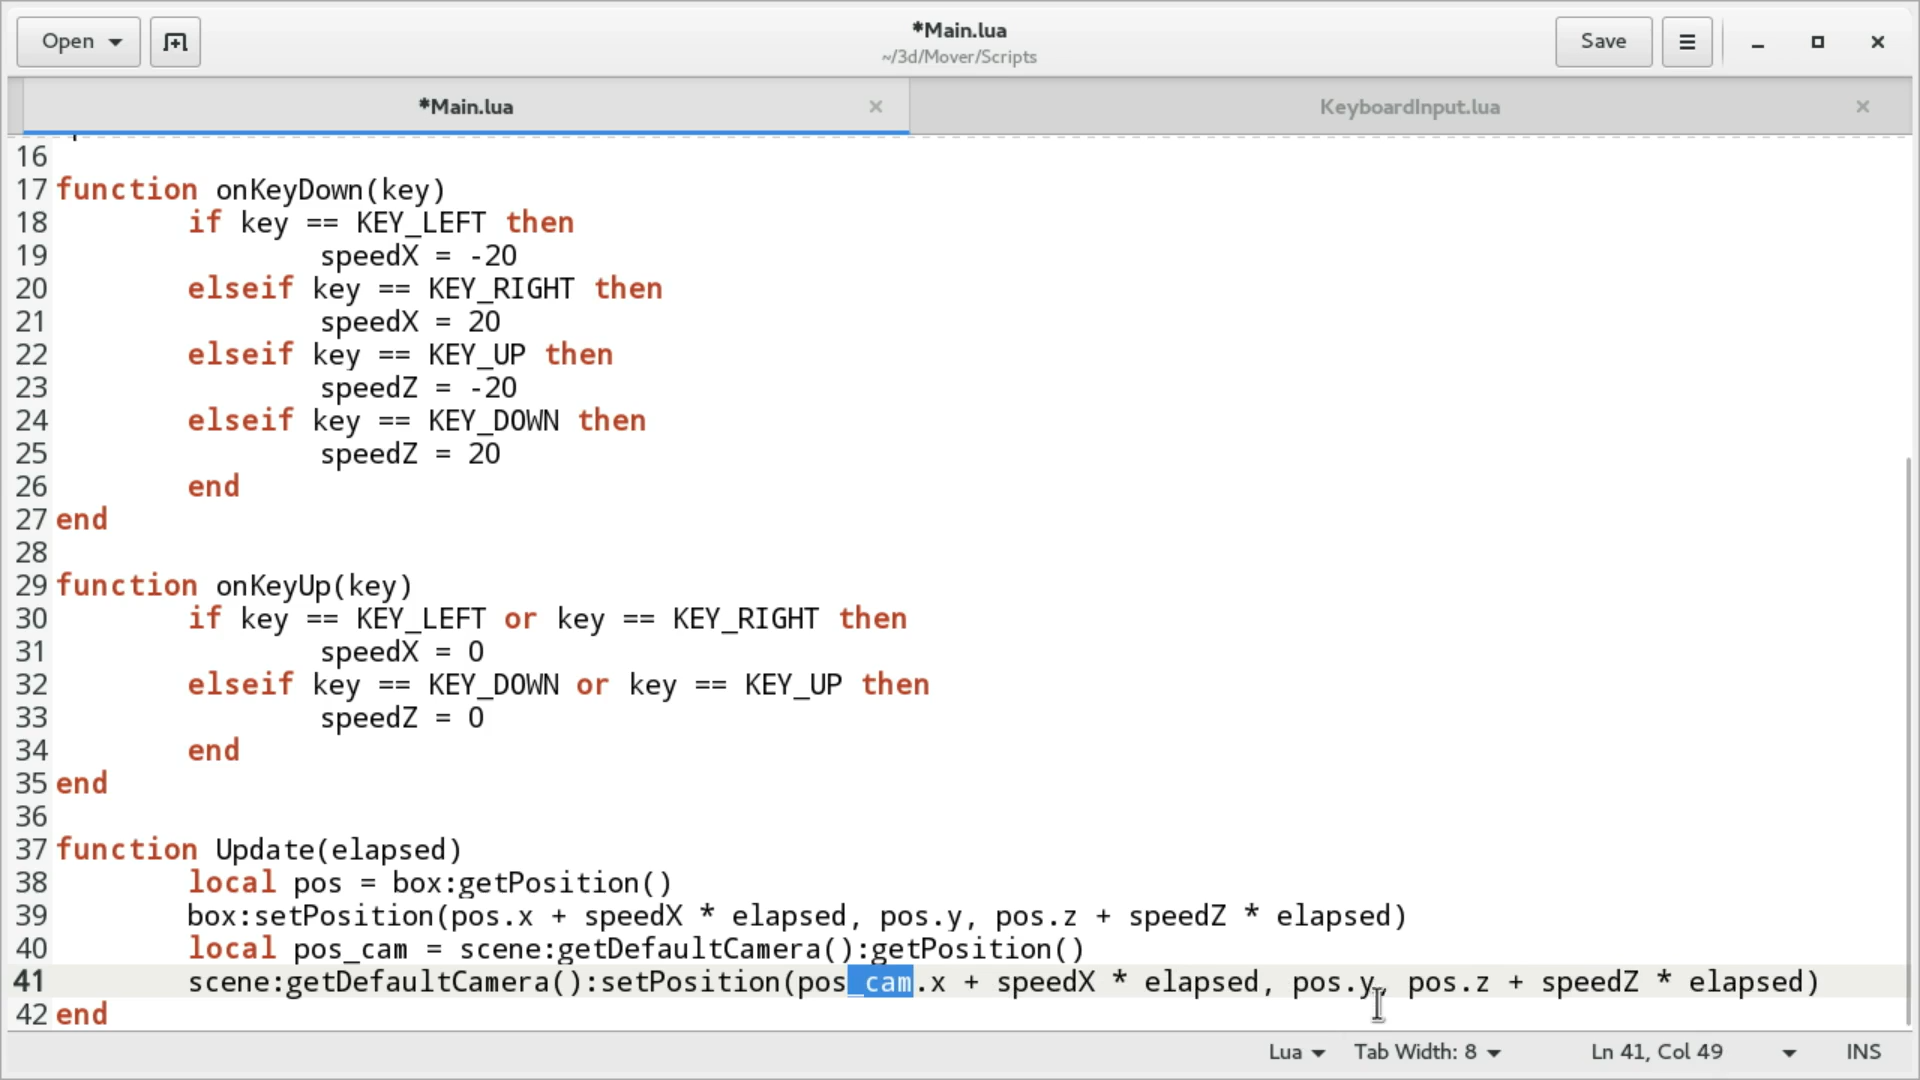 Open
*Main.lua
~/3d/Mover/Scripts
Save
*Main.lua
KeyboardInput.lua
16
17 function onKeyDown(key)
18 if key == KEY_LEFT then
19 speedX = -20
20 elseif key == KEY_RIGHT then
21 speedX = 20
22 elseif key == KEY_UP then
23 speedZ = -20
24 elseif key == KEY_DOWN then
25 speedZ = 20
26 end
27 end
28
29 function onKeyUp(key)
30 if key == KEY_LEFT or key == KEY_RIGHT then
31 speedX = 0
32 elseif key == KEY_DOWN or key == KEY_UP then
33 speedZ = 0
34 end
35 end
36
37 function Update(elapsed)
38 local pos = box:getPosition()
39 box:setPosition(pos.x + speedX * elapsed, pos.y, pos.z + speedZ * elapsed)
40 local pos_cam = scene:getDefaultCamera():getPosition()
41 scene:getDefaultCamera():setPosition(pos_cam.x + speedX * elapsed, pos.y, pos.z + speedZ * elapsed)
42 end
Lua Tab Width: 8 Ln 41, Col 49 INS